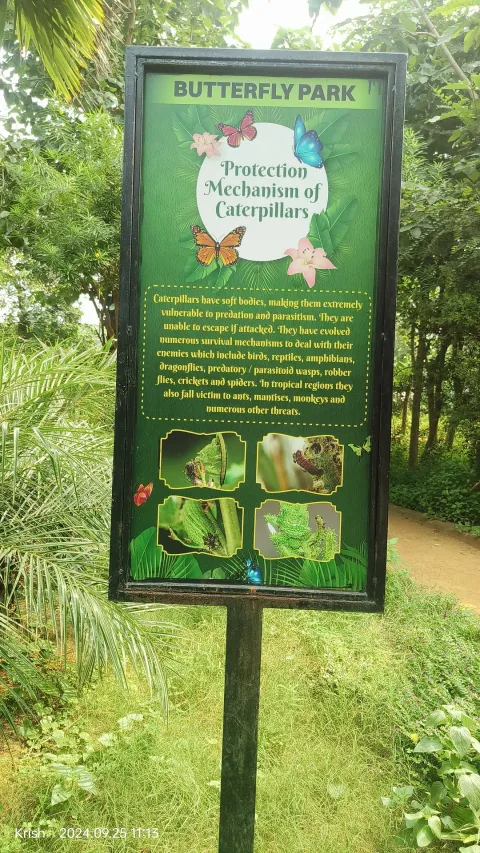 BUTTERFLY PARK
Protection
Mechanism of
Caterpillars
Caterpillars have soft bodies, making them extremely
vulnerable to predation and parasitism. They are
unable to escape if attacked. They have evolved
numerous survival mechanisms to deal with their
enemies which include birds, reptiles, amphibians,
dragonflies, predatory / parasitoid wasps, robber
flies, crickets and spiders. In tropical regions they
also fall victim to ants, mantises, monkeys and
numerous other threats.
Krish 2024.09.25 11:13